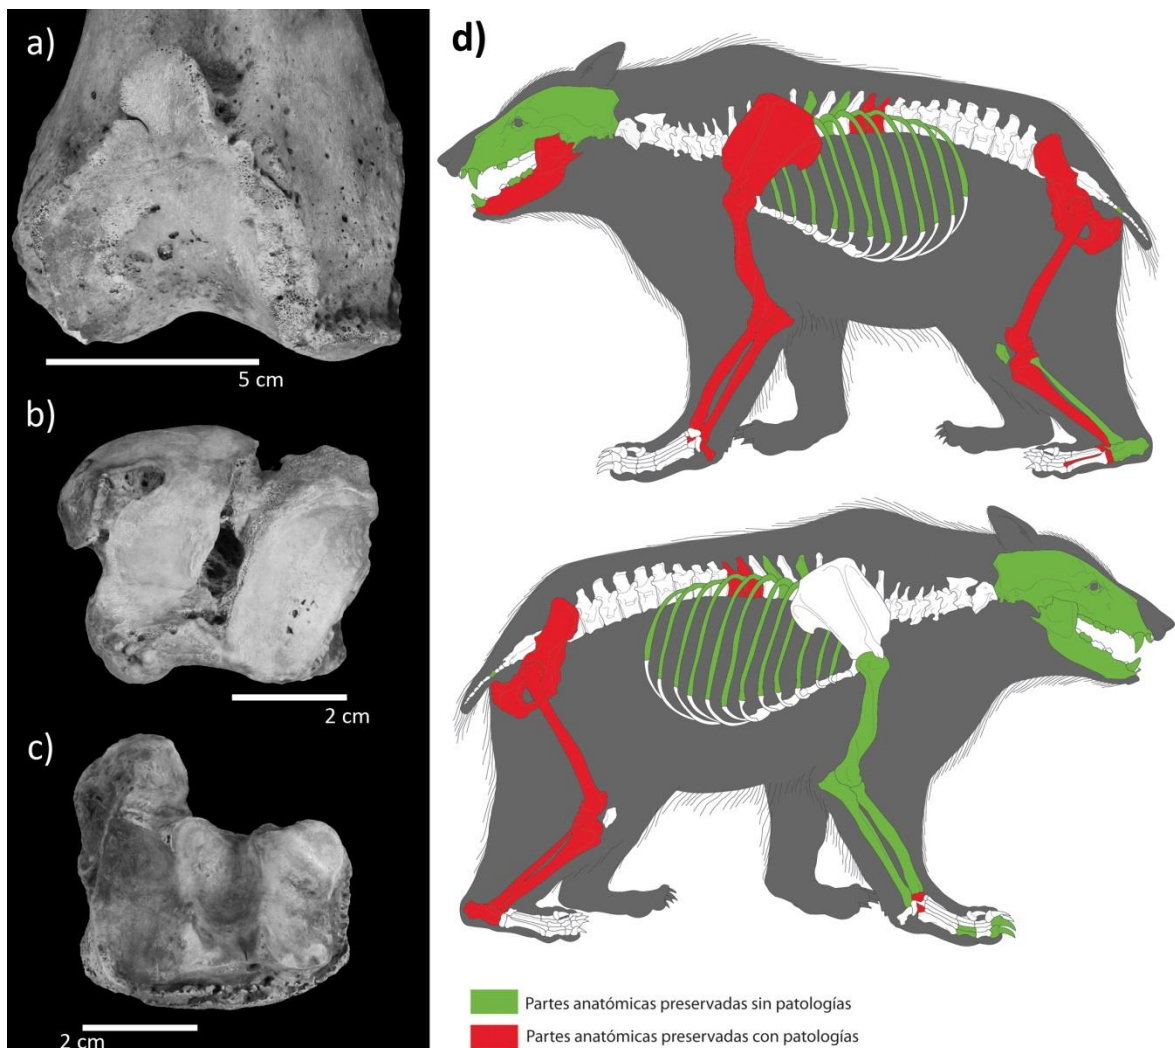 a)
5 cm
b)
2 cm
c)
2 cm
d)
Partes anatómicas preservadas sin patologías
Partes anatómicas preservadas con patologías